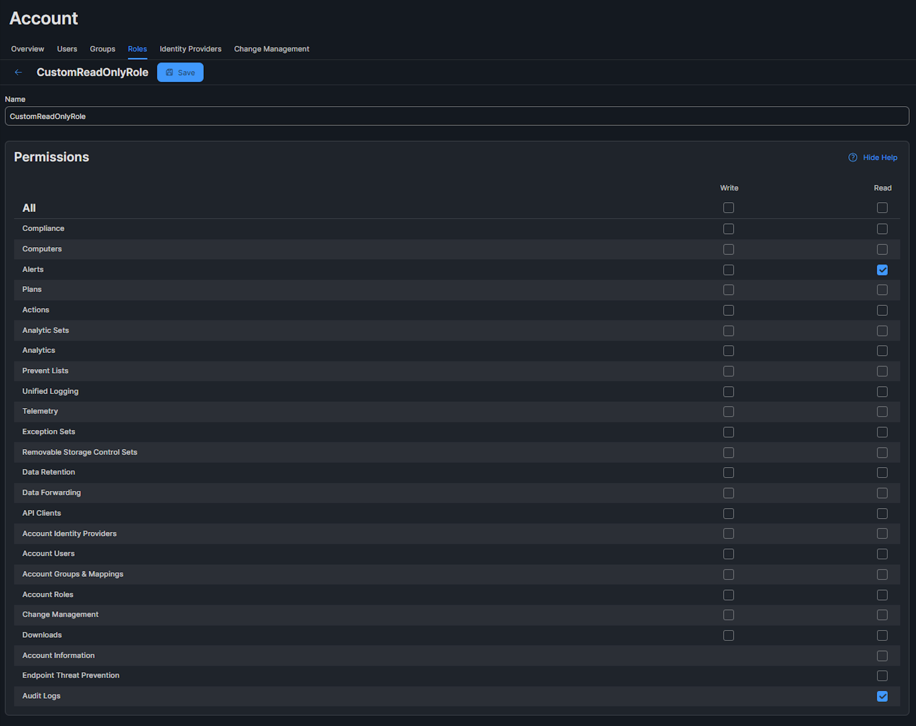 Account
Overview Users Groups Roles Identity Providers Change Management
CustomReadOnlyRole Save
Name
CustomReadOnlyRole
Permissions Hide Help
Write Read
All
Compliance
Computers
Alerts
Plans
Actions
Analytic Sets
Analytics
Prevent Lists
Unified Logging
Telemetry
Exception Sets
Removable Storage Control Sets
Data Retention
Data Forwarding
API Clients
Account Identity Providers
Account Users
Account Groups & Mappings
Account Roles
Change Management
Downloads
Account Information
Endpoint Threat Prevention
Audit Logs